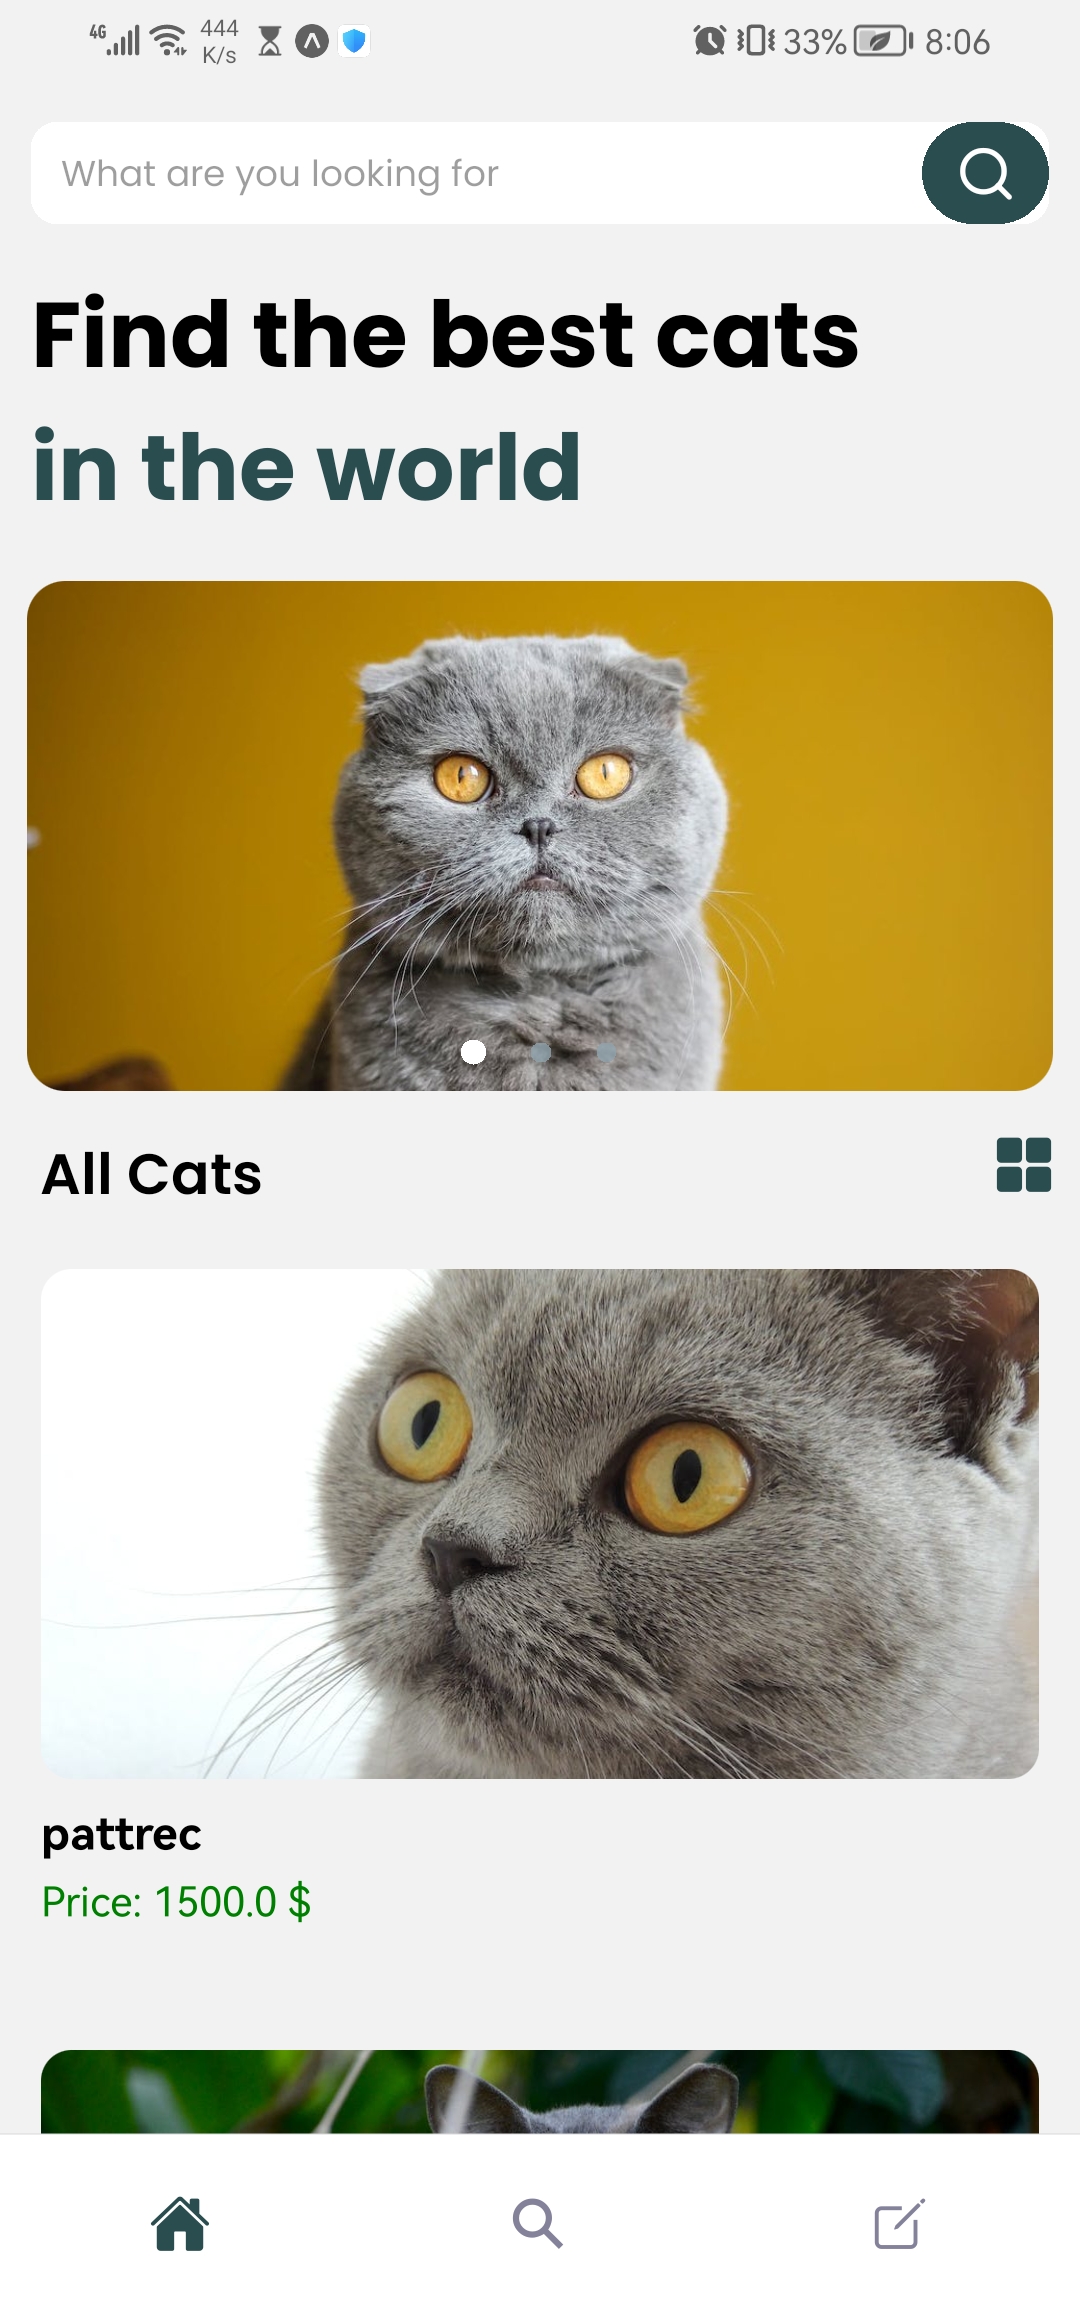 4G 444 K/s 33% 8:06
What are you looking for
Find the best cats
in the world
All Cats
pattrec
Price: 1500.0 $